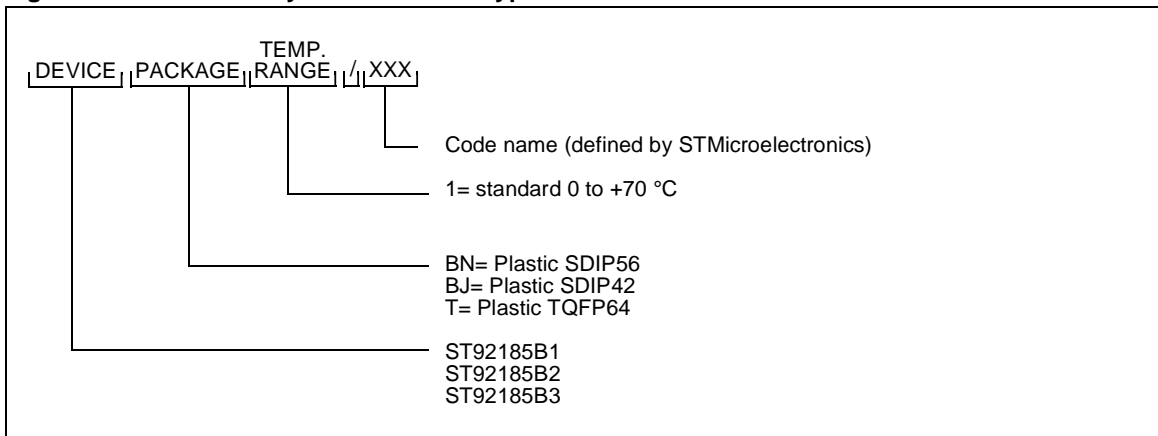 TEMP.
DEVICE PACKAGE RANGE / XXX
Code name (defined by STMicroelectronics)
1= standard 0 to +70 °C
BN= Plastic SDIP56
BJ= Plastic SDIP42
T= Plastic TQFP64
ST92185B1
ST92185B2
ST92185B3